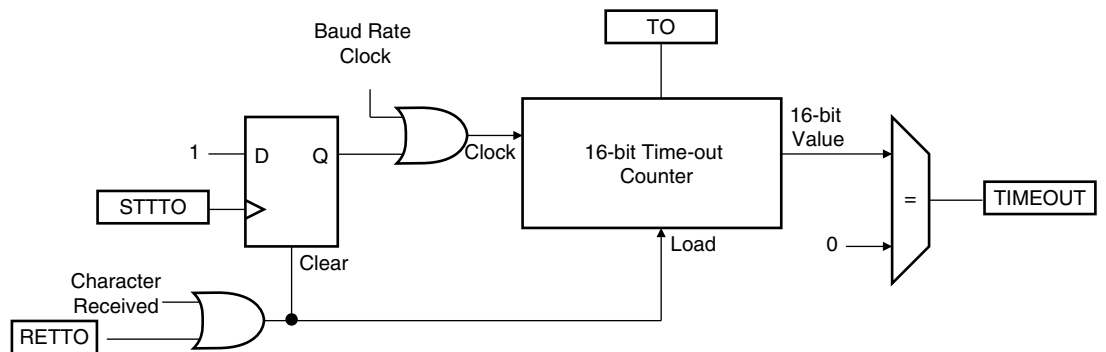 TO
Baud Rate
Clock
16-bit
Value
1
D
Q
Clock
16-bit Time-out
Counter
STTTO
=
TIMEOUT
Clear
Load
0
Character
Received
RETTO